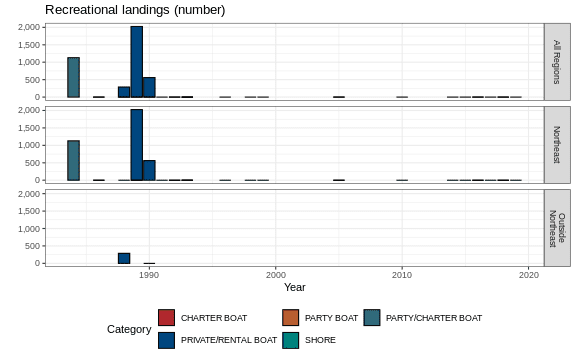 Recreational landings (number)
2,000
1,500
1,000
500
0
All Regions
2,000
1,500
1,000
500
0
Northeast
2,000
1,500
1,000
500
0
Outside
Northeast
1990
2000
2010
2020
Year
Category
CHARTER BOAT
PARTY BOAT
PARTY/CHARTER BOAT
PRIVATE/RENTAL BOAT
SHORE